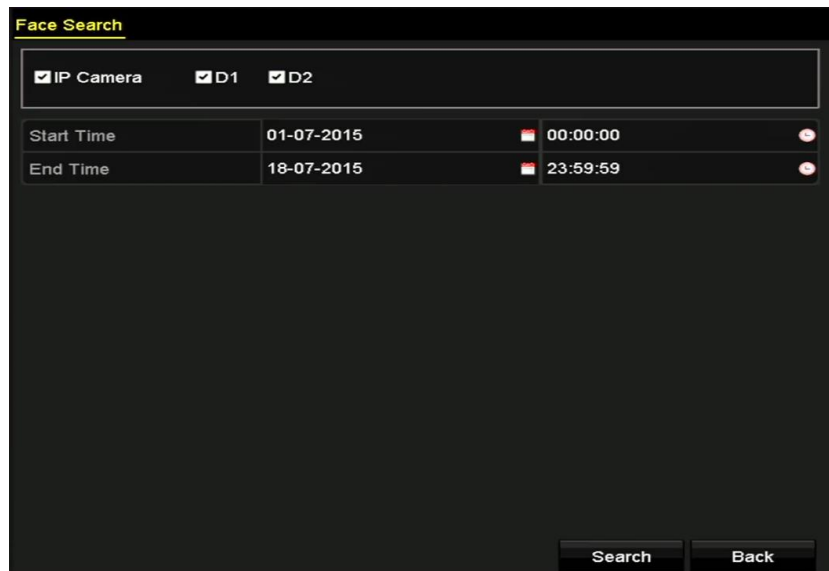 Face Search
IP Camera D1 D2
Start Time 01-07-2015 00:00:00
End Time 18-07-2015 23:59:59
Search Back